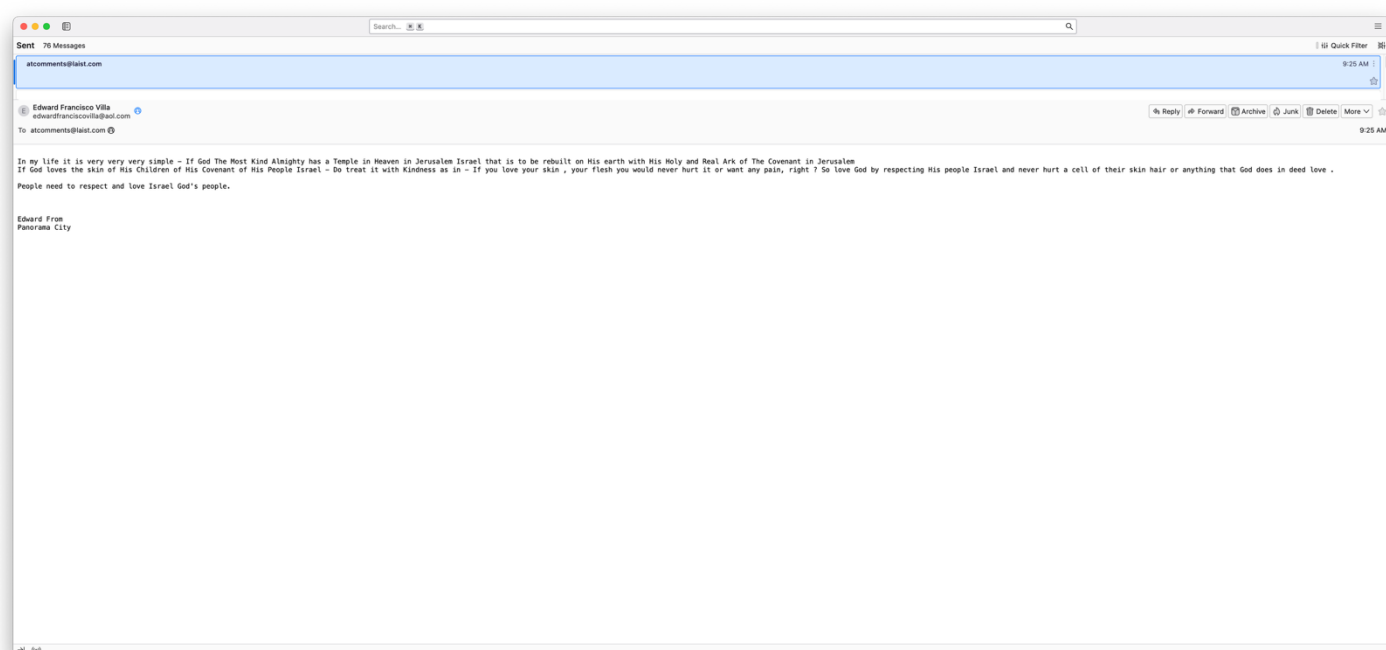 Search... ⌘ K
Sent 76 Messages
Quick Filter
atcomments@laist.com 9:25 AM
E Edward Francisco Villa
edwardfranciscovilla@aol.com
Reply Forward Archive Junk Delete More
To atcomments@laist.com 9:25 AM
In my life it is very very very simple – If God The Most Kind Almighty has a Temple in Heaven in Jerusalem Israel that is to be rebuilt on His earth with His Holy and Real Ark of The Covenant in Jerusalem
If God loves the skin of His Children of His Covenant of His People Israel – Do treat it with Kindness as in – If you love your skin , your flesh you would never hurt it or want any pain, right ? So love God by respecting His people Israel and never hurt a cell of their skin hair or anything that God does in deed love .
People need to respect and love Israel God's people.
Edward From
Panorama City